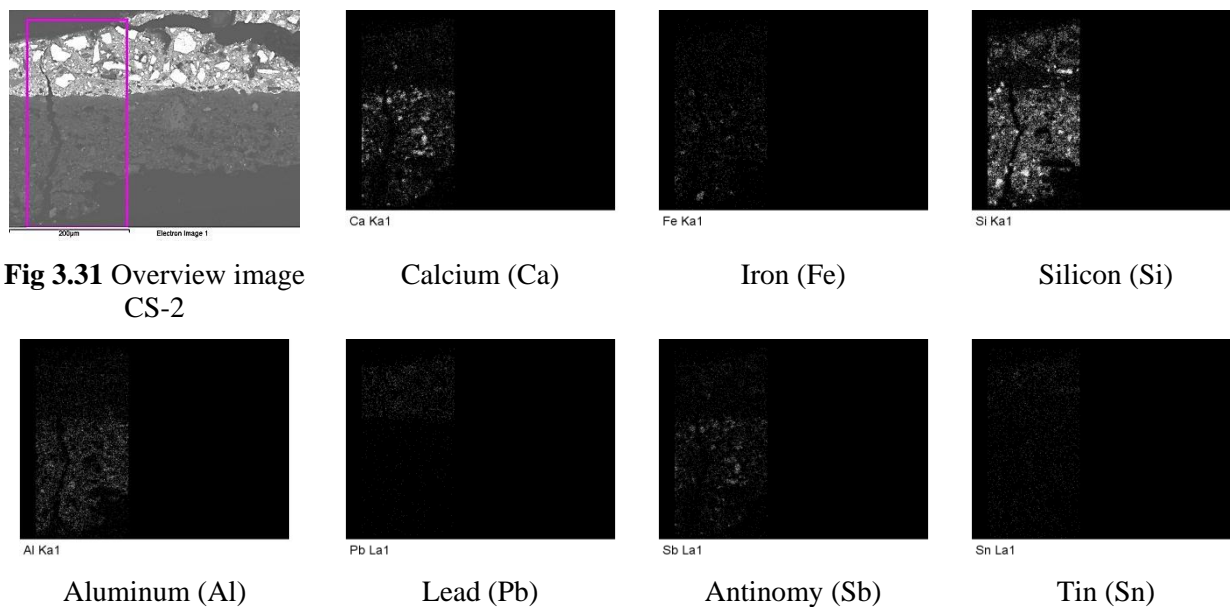 200μm Electron Image 1
Ca Ka1
Fe Ka1
Si Ka1
Fig 3.31 Overview image
CS-2
Calcium (Ca)
Iron (Fe)
Silicon (Si)
Al Ka1
Pb La1
Sb La1
Sn La1
Aluminum (Al)
Lead (Pb)
Antinomy (Sb)
Tin (Sn)